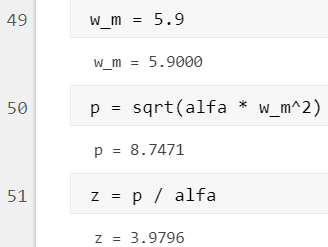 49 w_m = 5.9
w_m = 5.9000
50 p = sqrt(alfa * w_m^2)
p = 8.7471
51 z = p / alfa
z = 3.9796